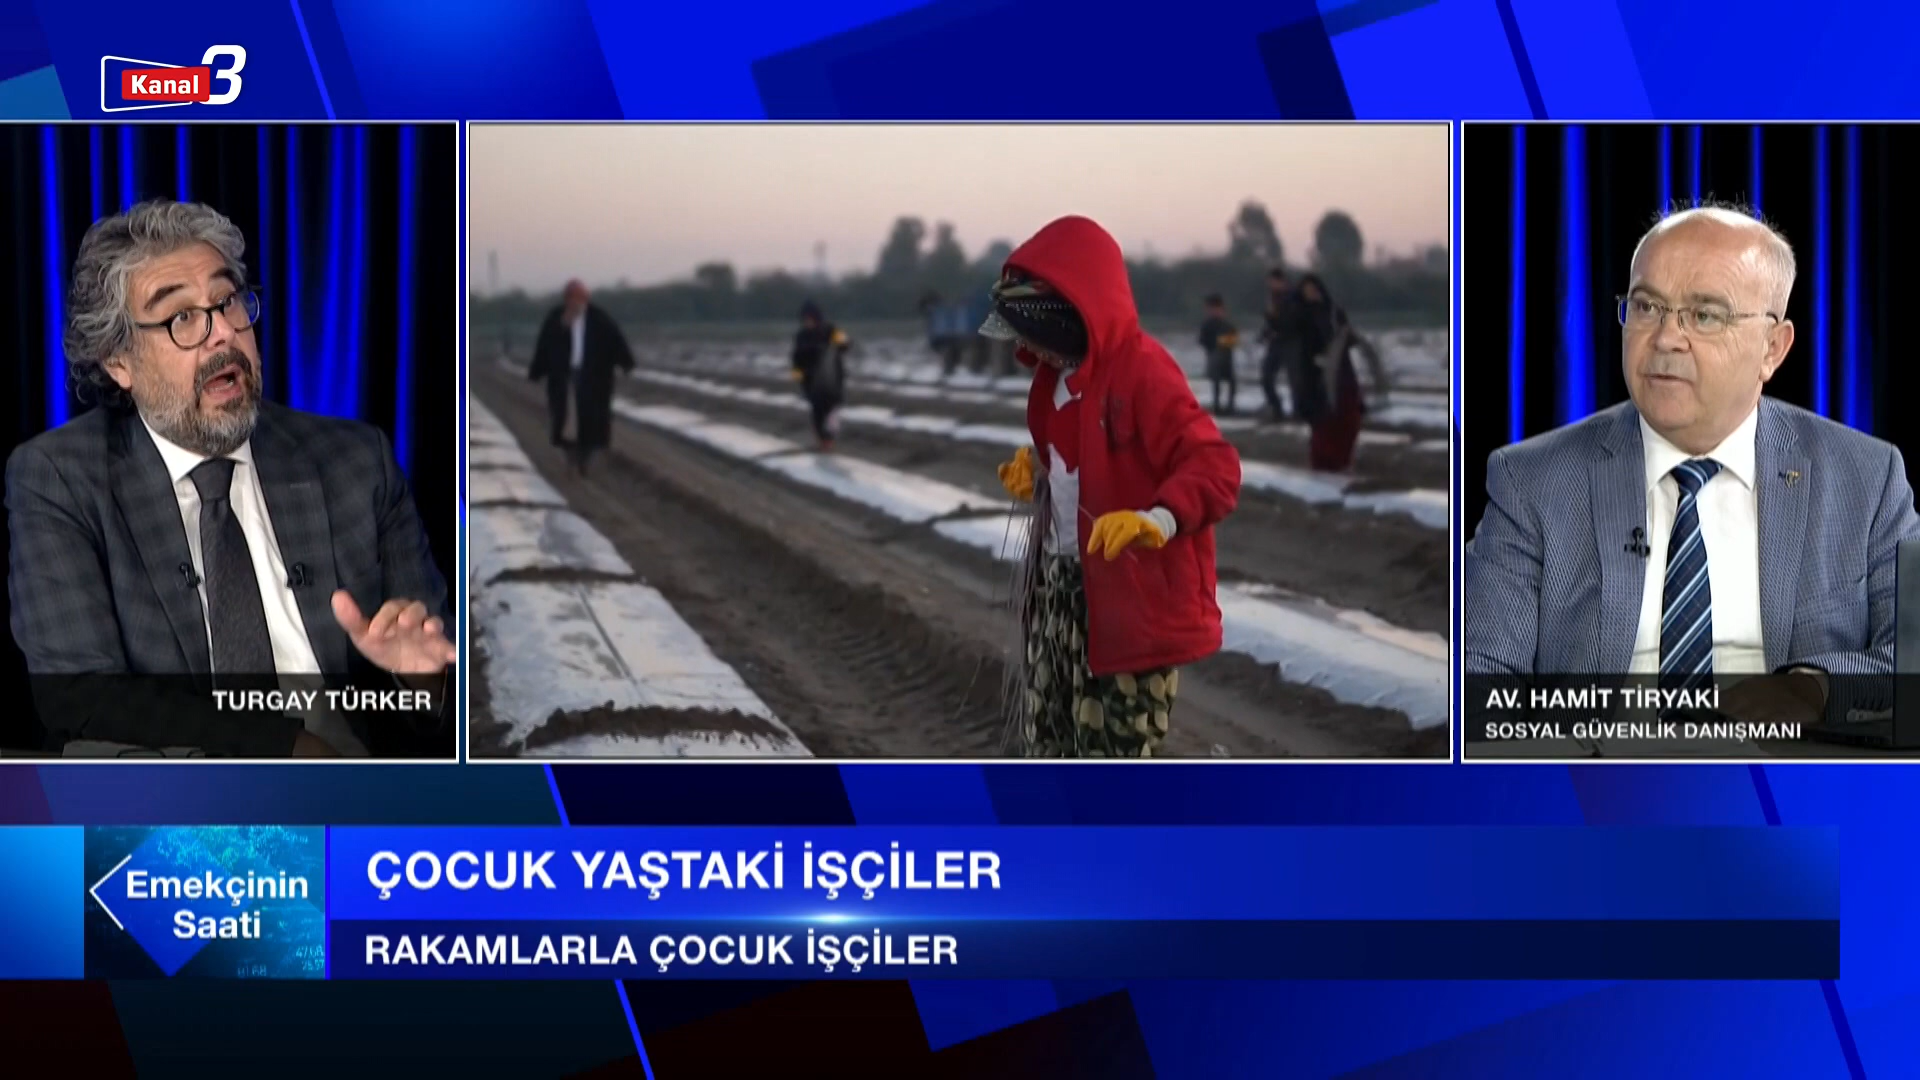 Kanal 3
TURGAY TÜRKER
AV. HAMİT TİRYAKİ
SOSYAL GÜVENLİK DANIŞMANI
Emekçinin
Saati
ÇOCUK YAŞTAKİ İŞÇİLER
RAKAMLARLA ÇOCUK İŞÇİLER